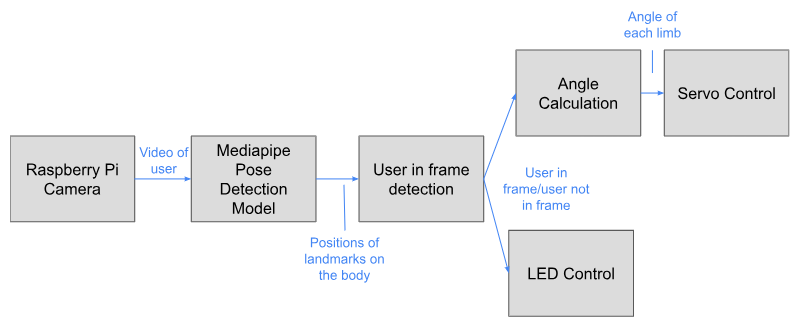 Raspberry Pi
Camera
Video of
user
Mediapipe
Pose
Detection
Model
Positions of
landmarks on
the body
User in frame
detection
User in
frame/user not
in frame
Angle
Calculation
Angle of
each limb
Servo Control
LED Control